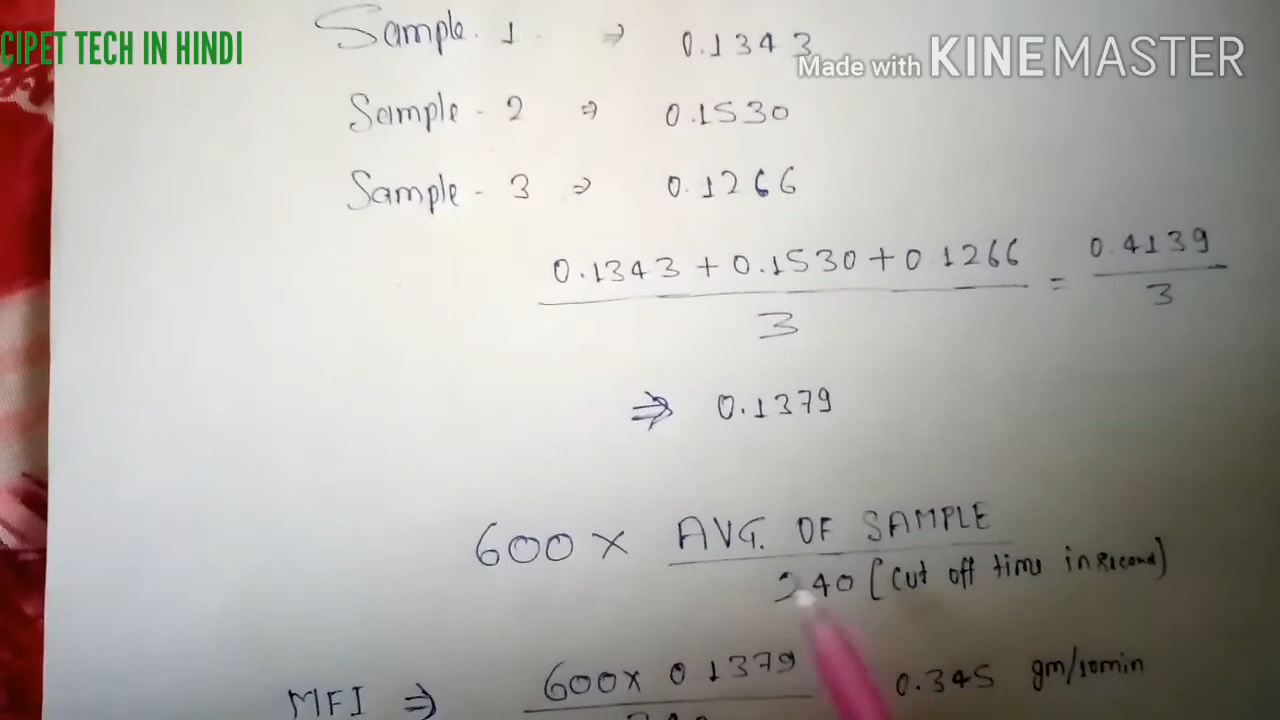 CIPET TECH IN HINDI
Made with KINEMASTER
Sample. 1 ⇒ 0.1343
Sample - 2 ⇒ 0.1530
Sample - 3 ⇒ 0.1266
0.1343 + 0.1530 + 0.1266 = 0.4139
3 3
⇒ 0.1379
600 × AVG. OF SAMPLE
240 [cut off time in second]
MFI ⇒ 600 × 0.1379 0.345 gm/10min